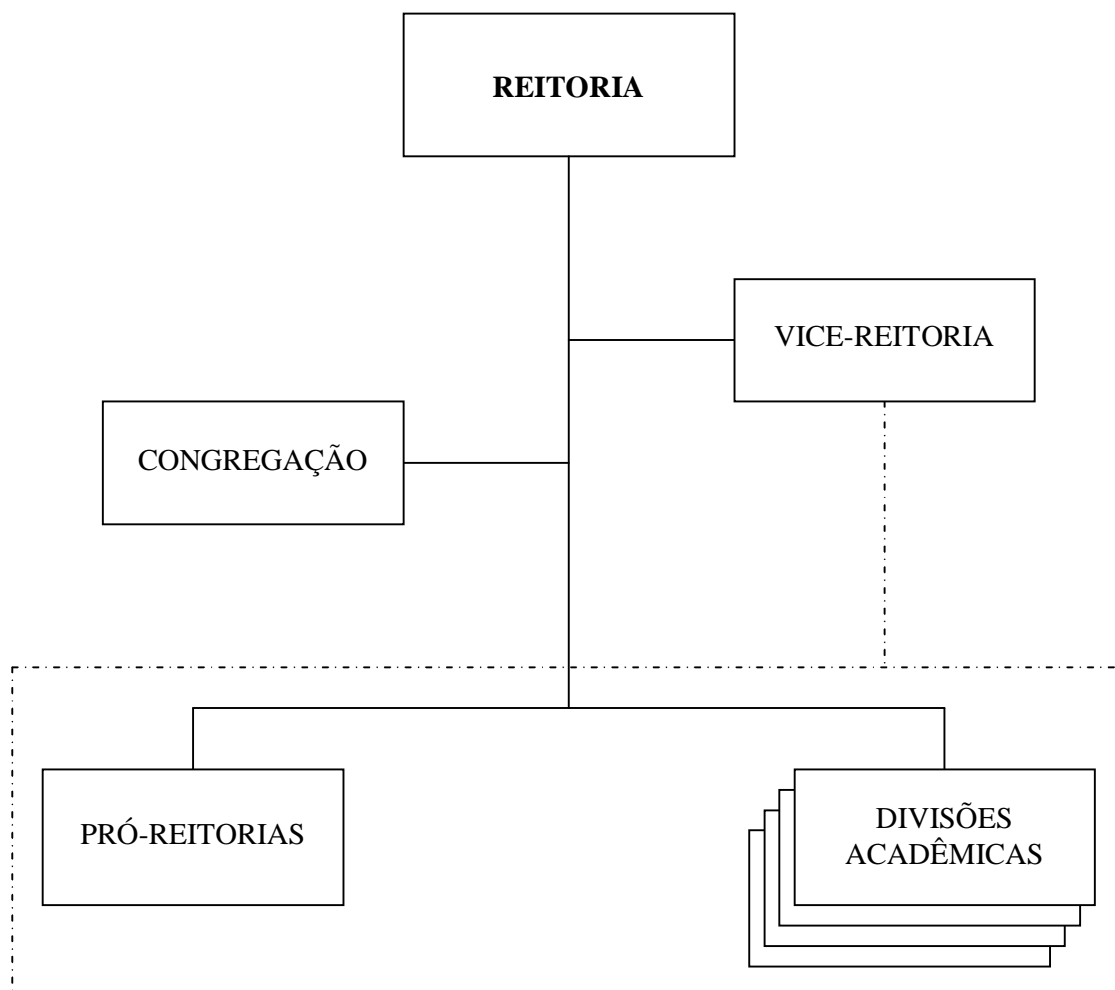 REITORIA
VICE-REITORIA
CONGREGAÇÃO
PRÓ-REITORIAS
DIVISÕES
ACADÊMICAS